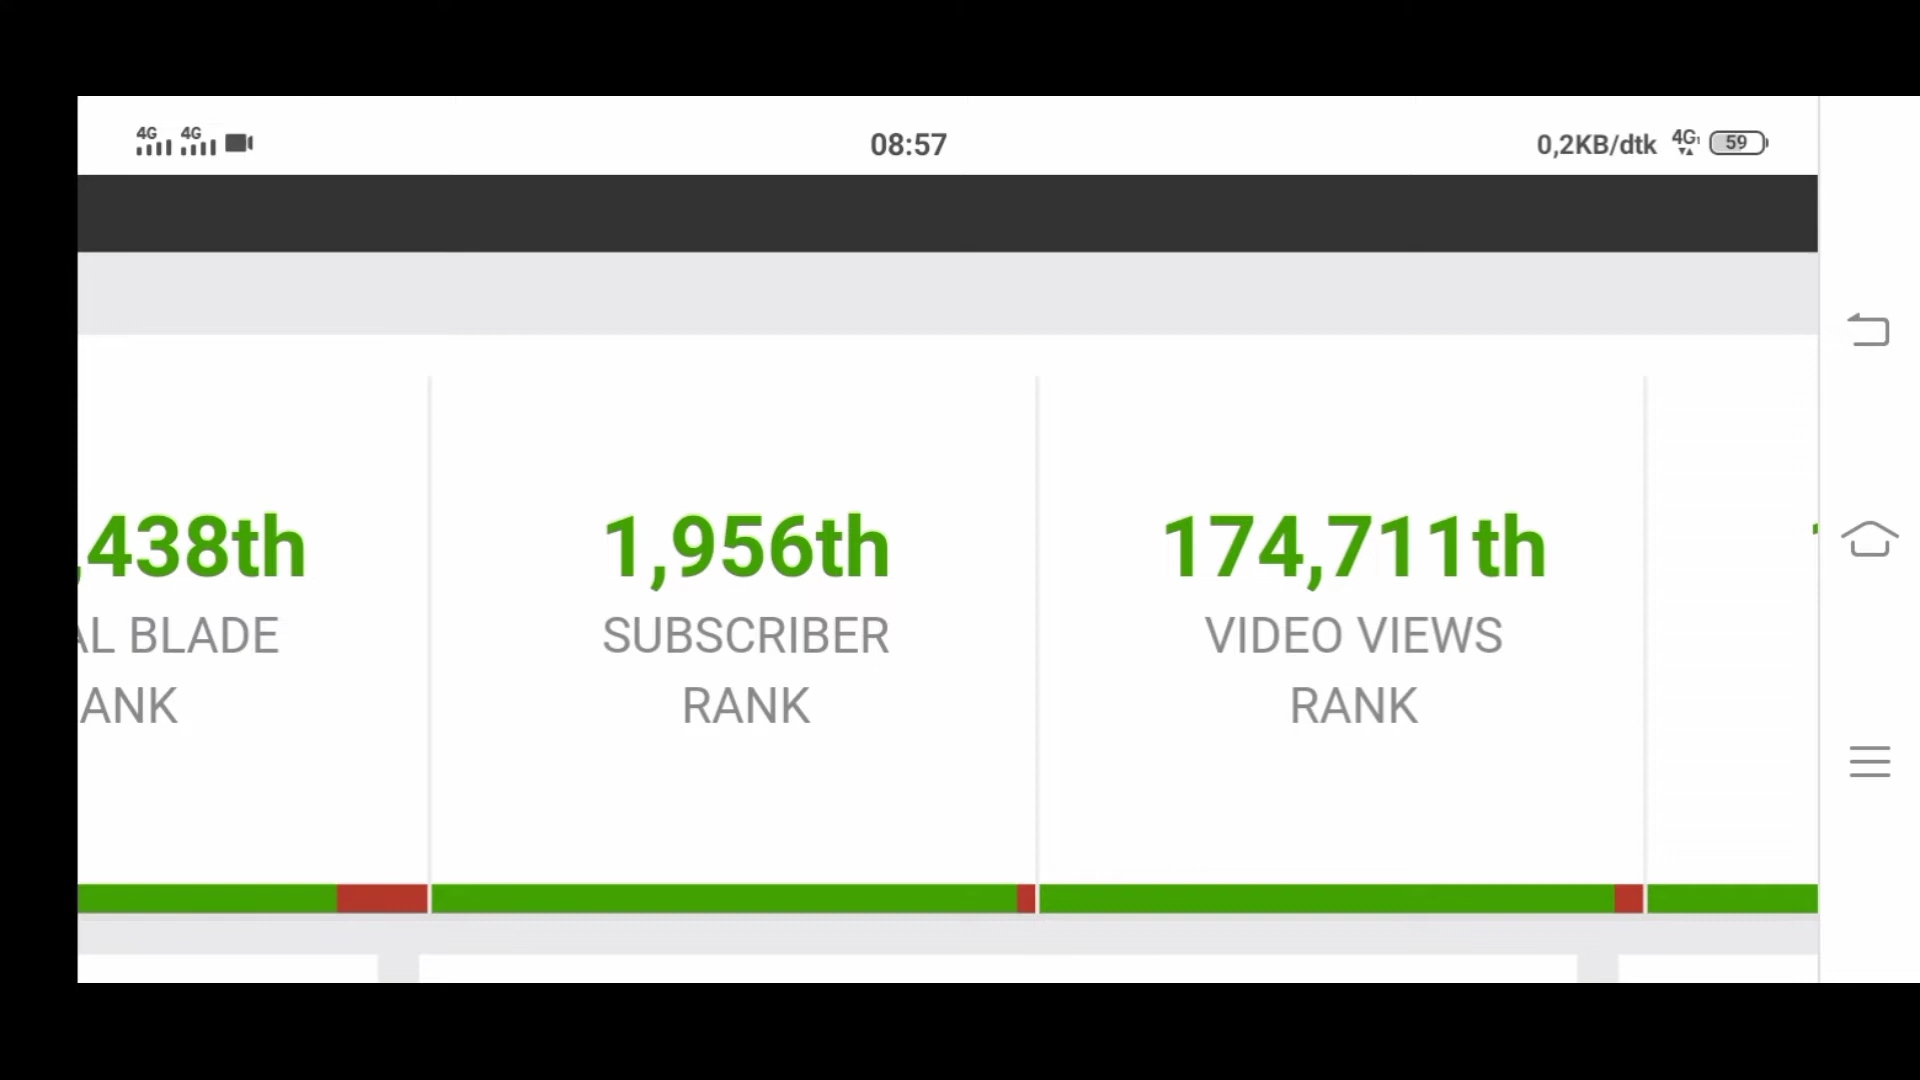 4G 4G 08:57 0,2KB/dtk 4G 59
,438th 1,956th 174,711th
AL BLADE SUBSCRIBER VIDEO VIEWS
ANK RANK RANK